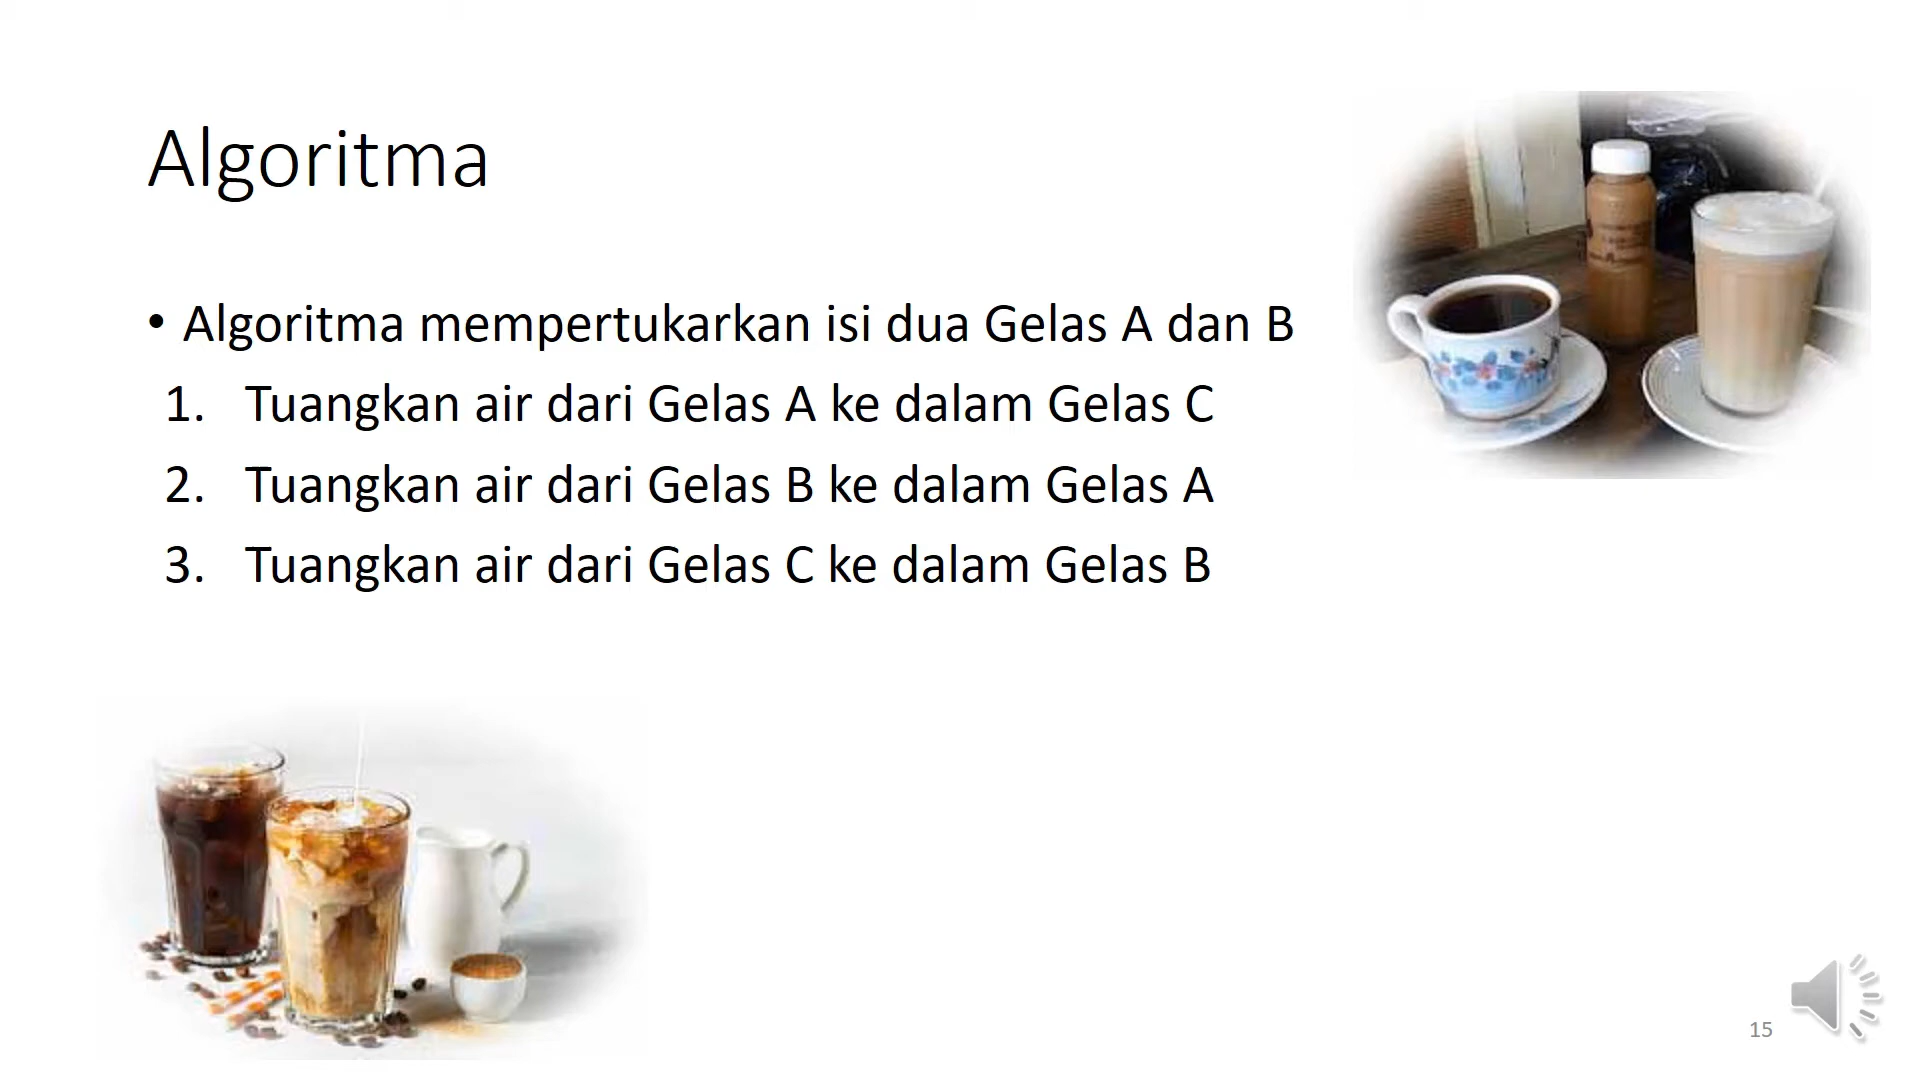 Algoritma
• Algoritma mempertukarkan isi dua Gelas A dan B
1. Tuangkan air dari Gelas A ke dalam Gelas C
2. Tuangkan air dari Gelas B ke dalam Gelas A
3. Tuangkan air dari Gelas C ke dalam Gelas B
15